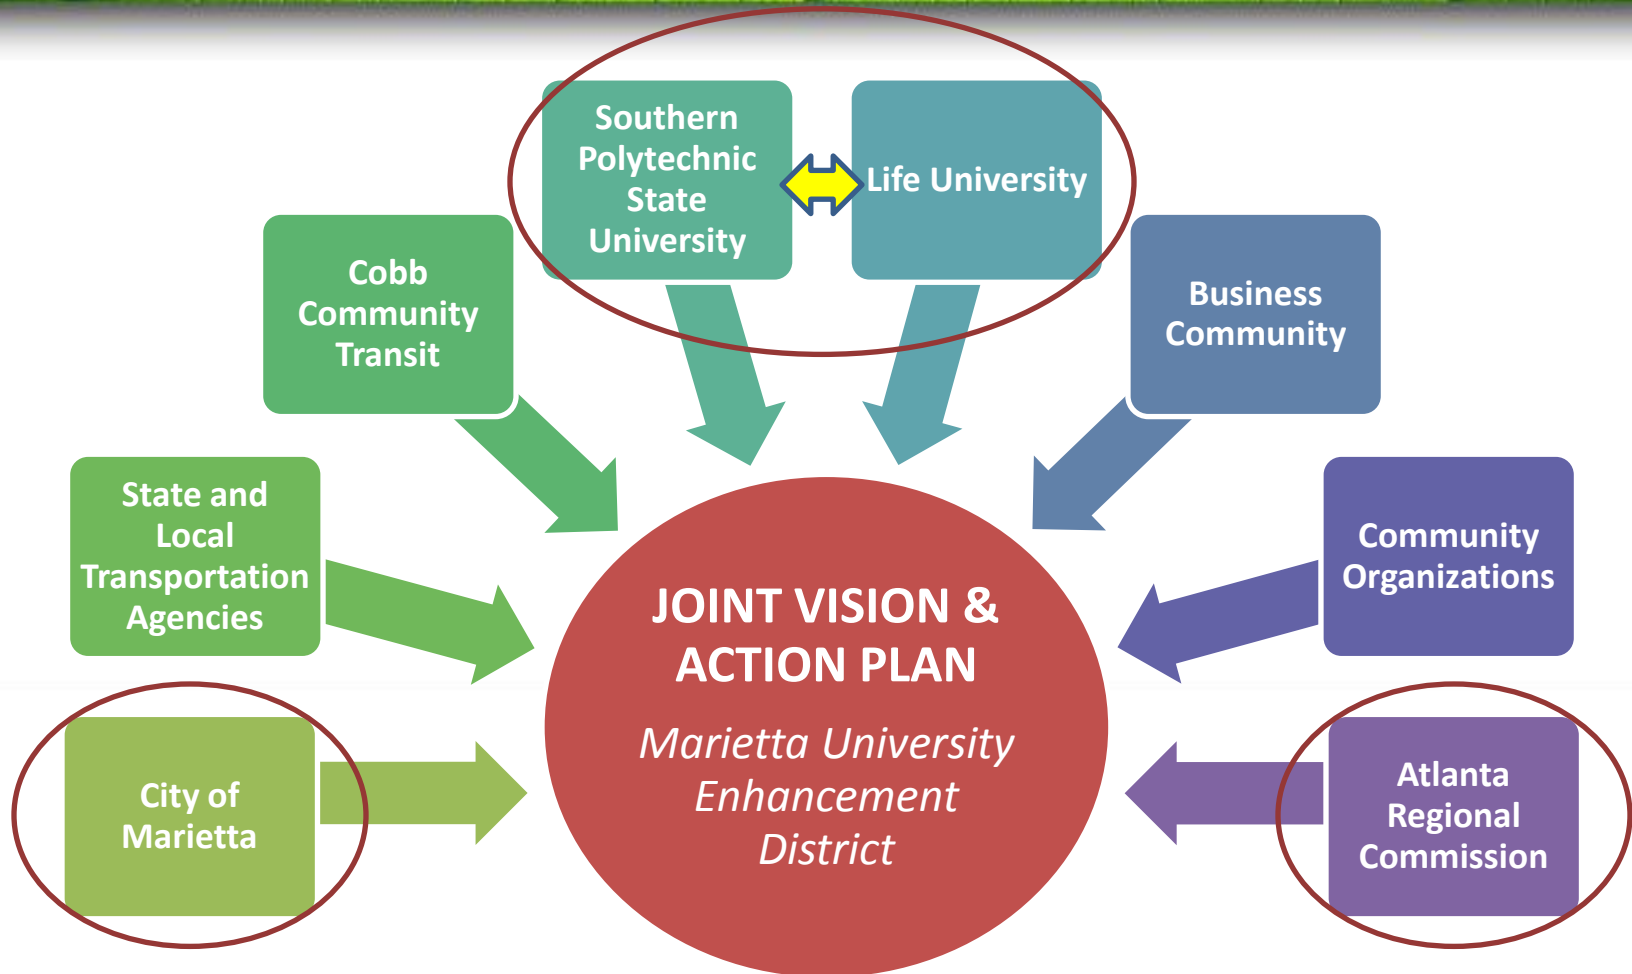 Southern
Polytechnic
State
University
Life University
Cobb
Community
Transit
Business
Community
State and
Local
Transportation
Agencies
Community
Organizations
City of
Marietta
Atlanta
Regional
Commission
JOINT VISION &
ACTION PLAN
Marietta University
Enhancement
District